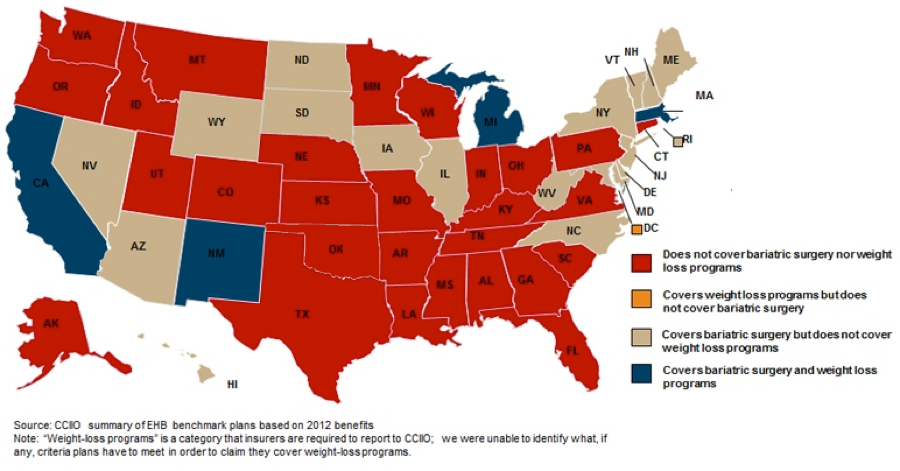 WA
MT
ND
MN
VT
NH
ME
OR
ID
WY
SD
WI
MI
NY
MA
RI
CT
NJ
DE
MD
DC
NV
UT
CO
NE
IA
IL
IN
OH
PA
WV
VA
CA
AZ
NM
KS
MO
KY
NC
TN
OK
AR
SC
MS
AL
GA
TX
LA
FL
AK
HI
Does not cover bariatric surgery nor weight
loss programs
Covers weight loss programs but does
not cover bariatric surgery
Covers bariatric surgery but does not cover
weight loss programs
Covers bariatric surgery and weight loss
programs
Source: CCIIO summary of EHB benchmark plans based on 2012 benefits
Note: “Weight-loss programs” is a category that insurers are required to report to CCIIO; we were unable to identify what, if
any, criteria plans have to meet in order to claim they cover weight-loss programs.